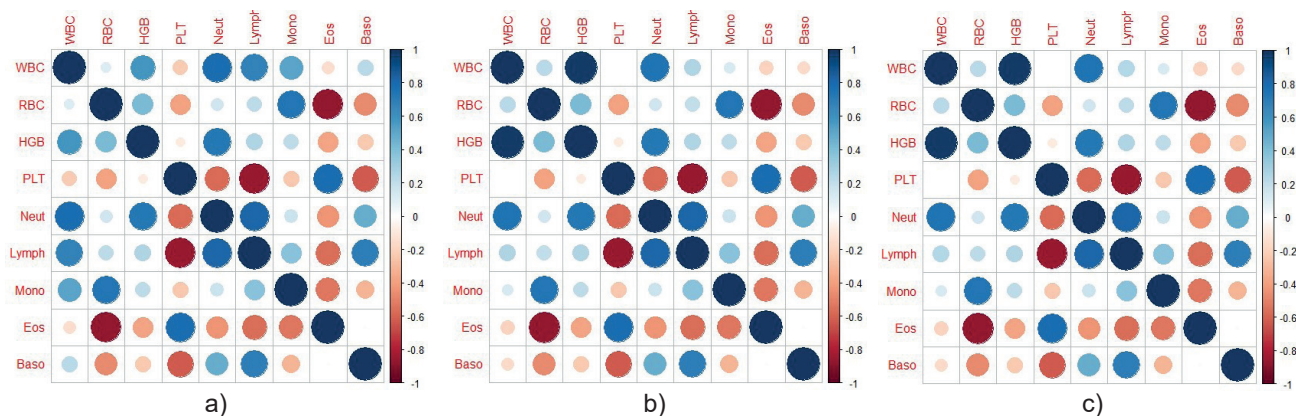 WBC RBC HGB PLT Neut Lymph Mono Eos Baso
WBC
RBC
HGB
PLT
Neut
Lymph
Mono
Eos
Baso
1
0.8
0.6
0.4
0.2
0
-0.2
-0.4
-0.6
-0.8
-1
a)
WBC RBC HGB PLT Neut Lymph Mono Eos Baso
WBC
RBC
HGB
PLT
Neut
Lymph
Mono
Eos
Baso
1
0.8
0.6
0.4
0.2
0
-0.2
-0.4
-0.6
-0.8
-1
b)
WBC RBC HGB PLT Neut Lymph Mono Eos Baso
WBC
RBC
HGB
PLT
Neut
Lymph
Mono
Eos
Baso
1
0.8
0.6
0.4
0.2
0
-0.2
-0.4
-0.6
-0.8
-1
c)